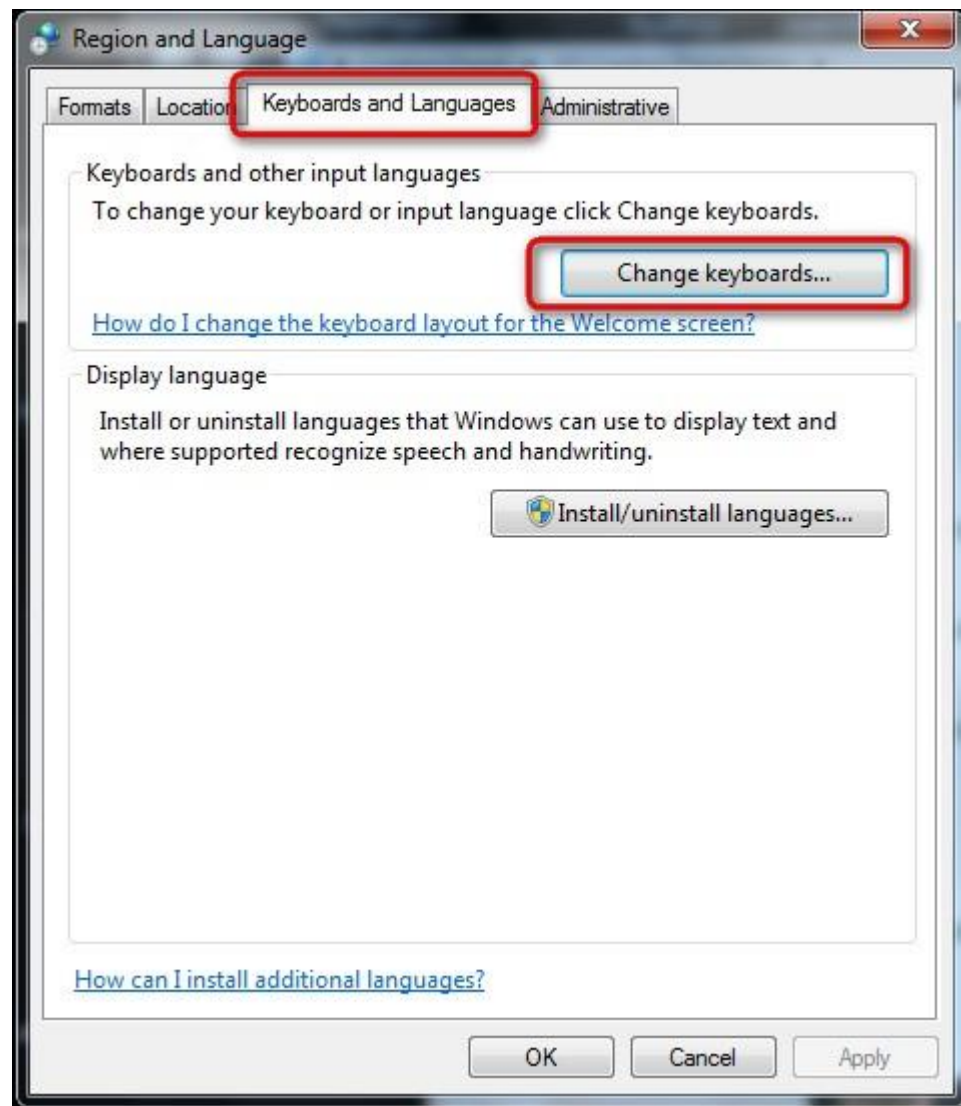 Region and Language
Formats Location Keyboards and Languages Administrative
Keyboards and other input languages
To change your keyboard or input language click Change keyboards.
Change keyboards...
How do I change the keyboard layout for the Welcome screen?
Display language
Install or uninstall languages that Windows can use to display text and
where supported recognize speech and handwriting.
Install/uninstall languages...
How can I install additional languages?
OK Cancel Apply